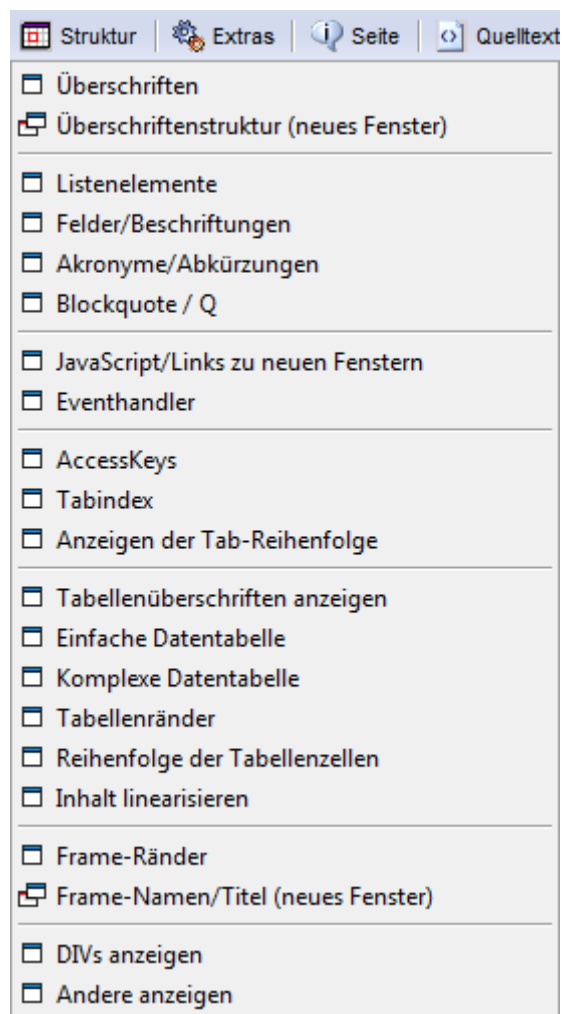 Struktur Extras Seite Quelltext
Überschriften
Überschriftenstruktur (neues Fenster)
Listenelemente
Felder/Beschriftungen
Akronyme/Abkürzungen
Blockquote / Q
JavaScript/Links zu neuen Fenstern
Eventhandler
AccessKeys
Tabindex
Anzeigen der Tab-Reihenfolge
Tabellenüberschriften anzeigen
Einfache Datentabelle
Komplexe Datentabelle
Tabellenränder
Reihenfolge der Tabellenzellen
Inhalt linearisieren
Frame-Ränder
Frame-Namen/Titel (neues Fenster)
DIVs anzeigen
Andere anzeigen